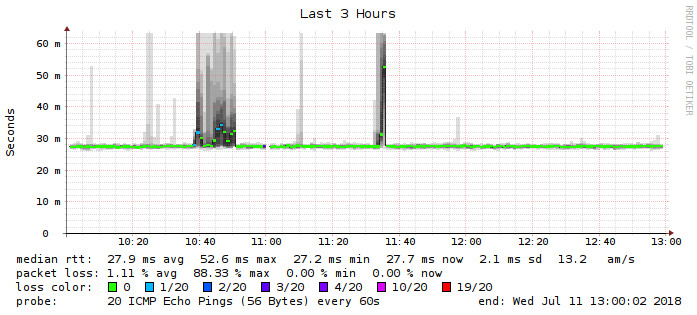 Last 3 Hours
RRDTOOL / TOBI OETIKER
Seconds
60 m
50 m
40 m
30 m
20 m
10 m
0
10:20 10:40 11:00 11:20 11:40 12:00 12:20 12:40 13:00
median rtt: 27.9 ms avg 52.6 ms max 27.2 ms min 27.7 ms now 2.1 ms sd 13.2 am/s
packet loss: 1.11 % avg 88.33 % max 0.00 % min 0.00 % now
loss color: 0 1/20 2/20 3/20 4/20 10/20 19/20
probe: 20 ICMP Echo Pings (56 Bytes) every 60s end: Wed Jul 11 13:00:02 2018